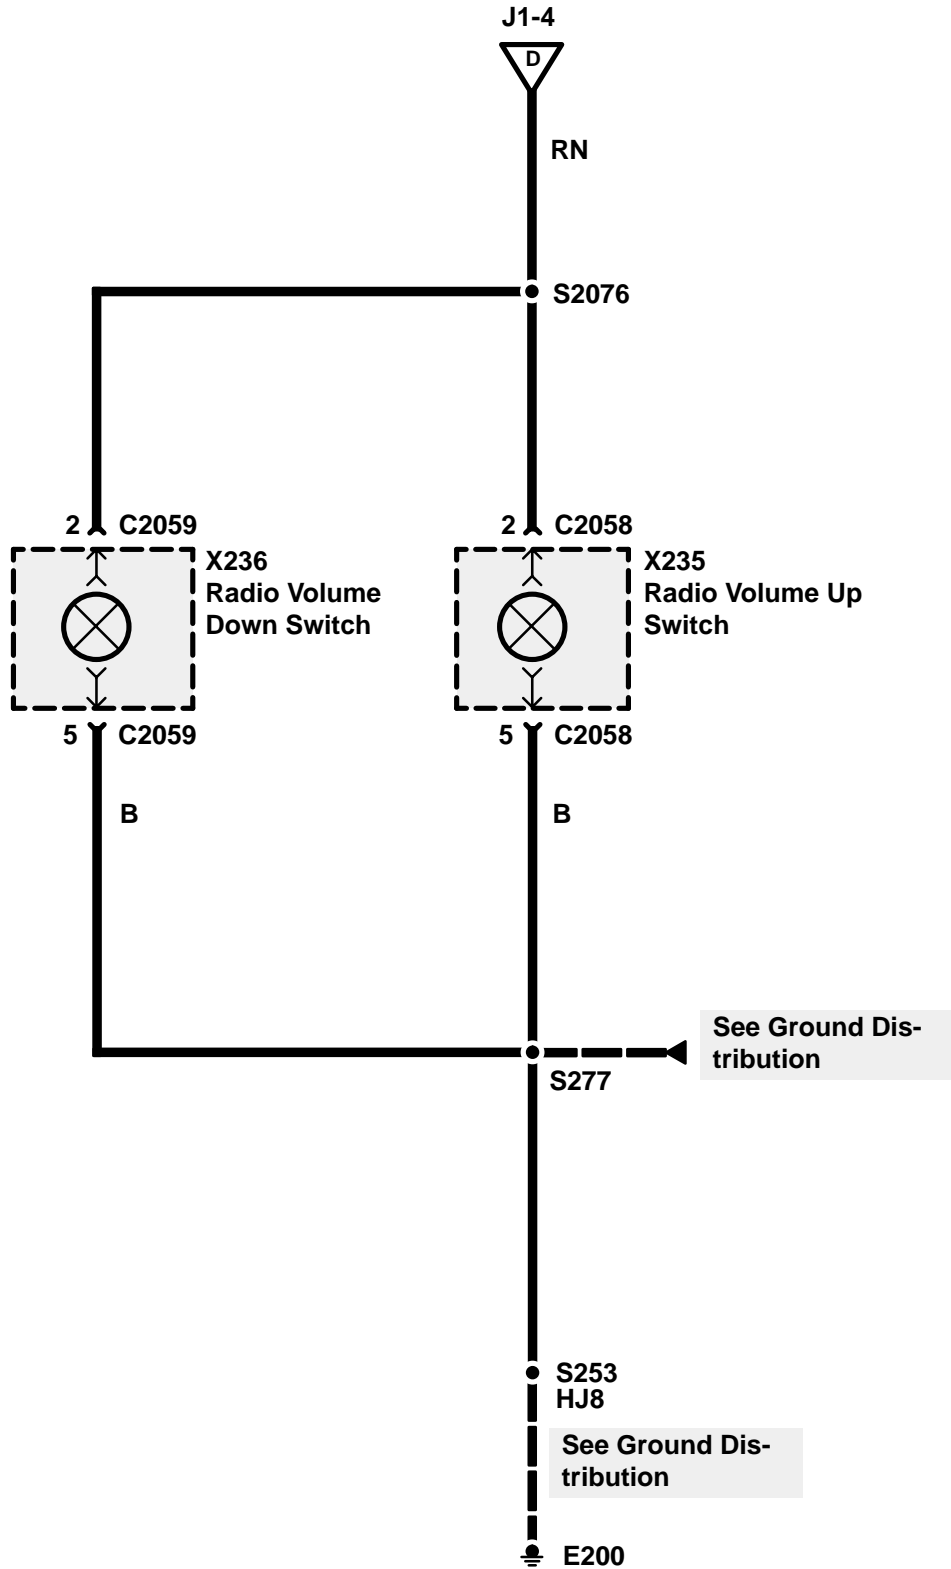 J1-4
D
RN
S2076
2 C2059
2 C2058
X236
Radio Volume
Down Switch
X235
Radio Volume Up
Switch
5 C2059
5 C2058
B
B
See Ground Dis-
tribution
S277
S253
HJ8
See Ground Dis-
tribution
E200